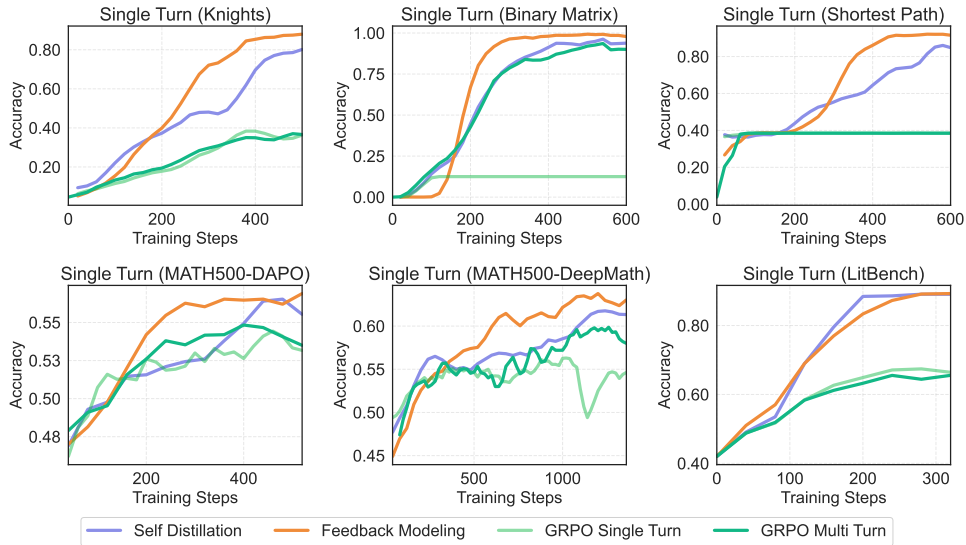 Single Turn (Knights)
Accuracy
0.80
0.60
0.40
0.20
0
200
400
Training Steps
Single Turn (Binary Matrix)
Accuracy
1.00
0.75
0.50
0.25
0.00
0
200
400
600
Training Steps
Single Turn (Shortest Path)
Accuracy
0.80
0.60
0.40
0.20
0.00
0
200
400
600
Training Steps
Single Turn (MATH500-DAPO)
Accuracy
0.55
0.53
0.50
0.48
200
400
Training Steps
Single Turn (MATH500-DeepMath)
Accuracy
0.60
0.55
0.50
0.45
500
1000
Training Steps
Single Turn (LitBench)
Accuracy
0.80
0.60
0.40
0
100
200
300
Training Steps
Self Distillation
Feedback Modeling
GRPO Single Turn
GRPO Multi Turn